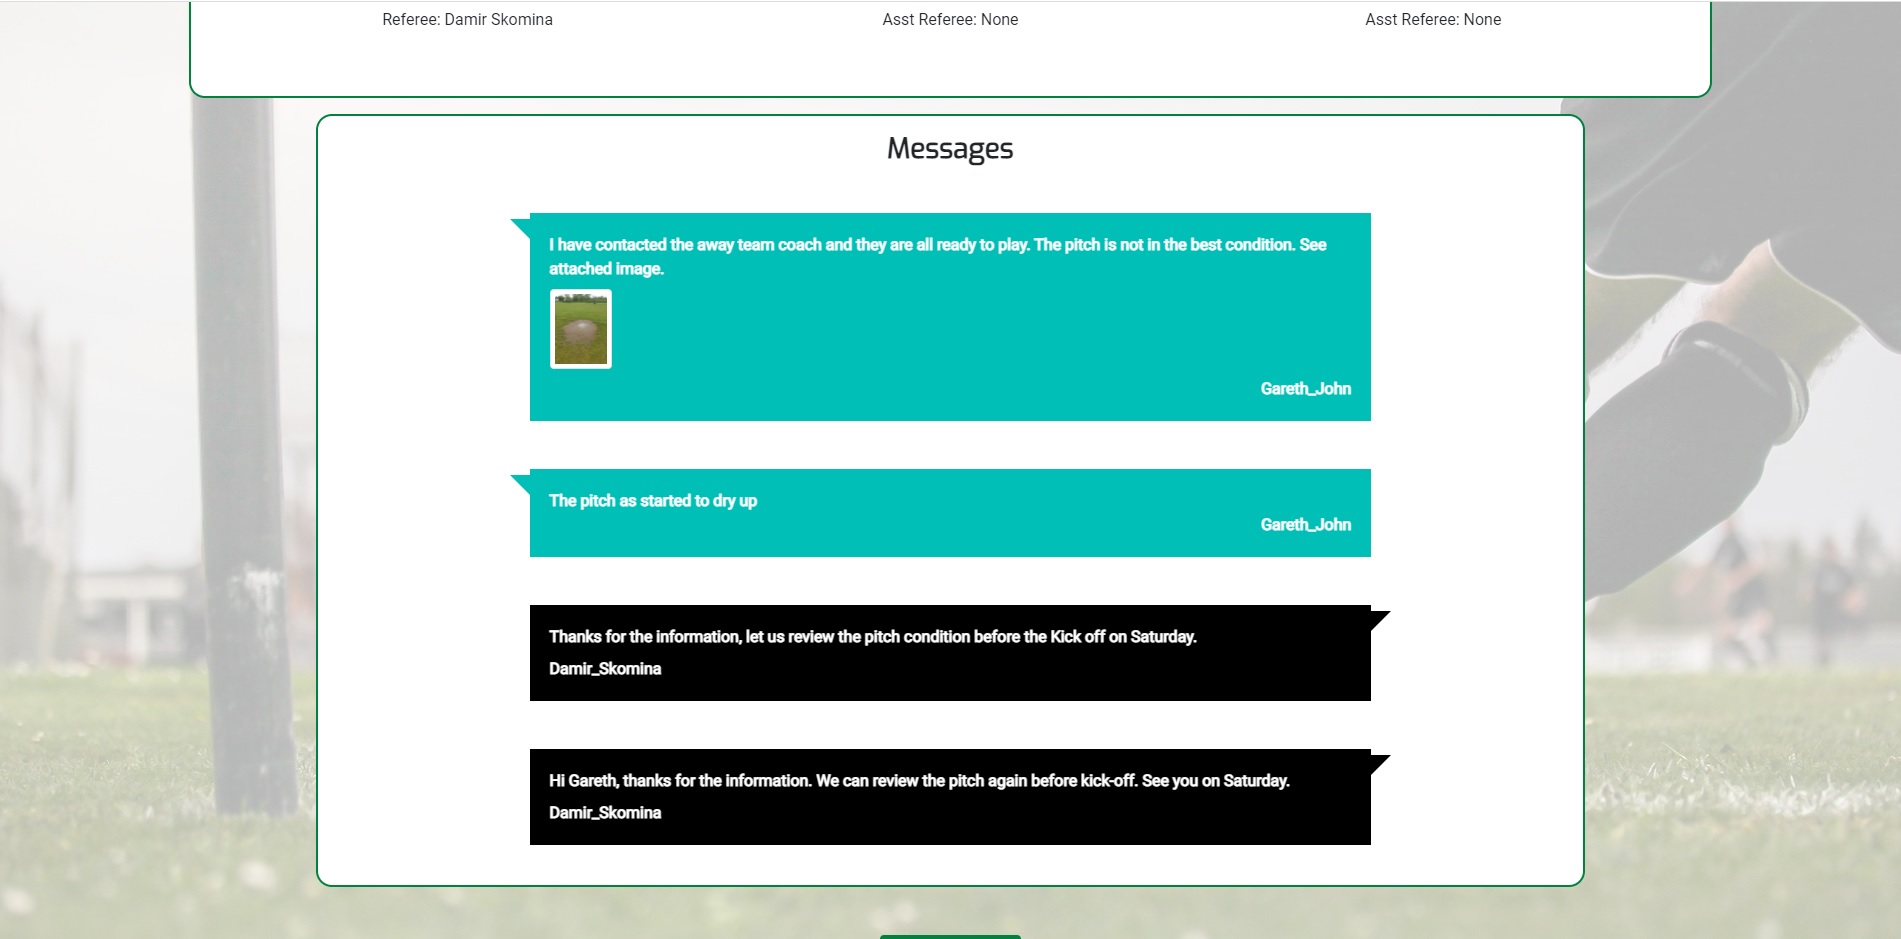 Referee: Damir Skomina
Asst Referee: None
Asst Referee: None
Messages
I have contacted the away team coach and they are all ready to play. The pitch is not in the best condition. See
attached image.
Gareth_John
The pitch as started to dry up
Gareth_John
Thanks for the information, let us review the pitch condition before the Kick off on Saturday.
Damir_Skomina
Hi Gareth, thanks for the information. We can review the pitch again before kick-off. See you on Saturday.
Damir_Skomina